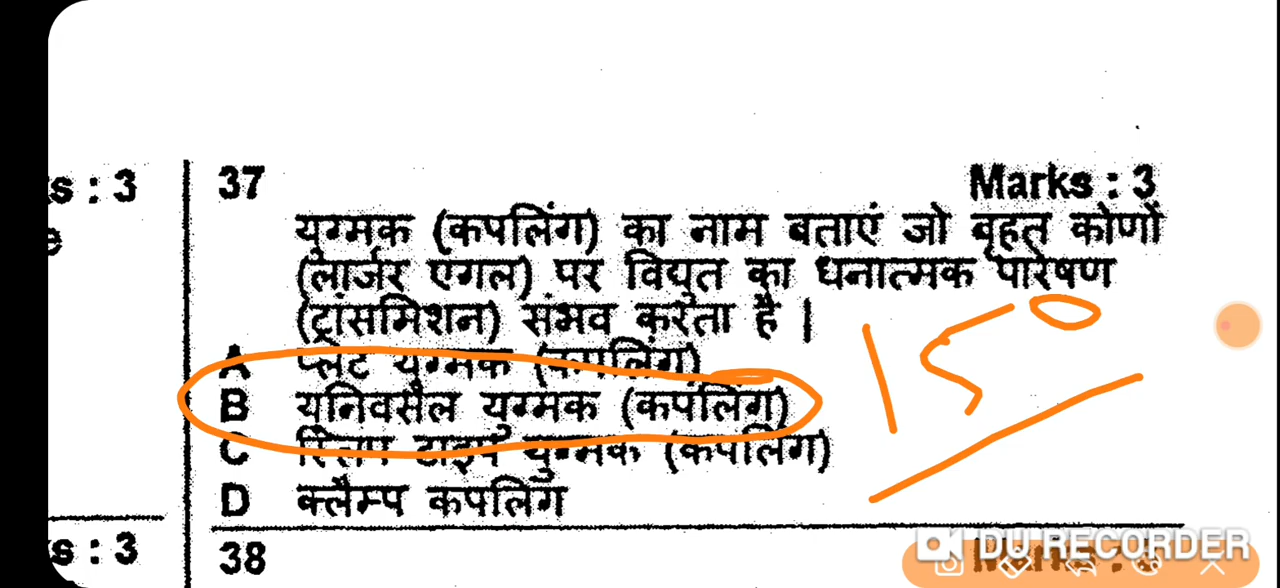 s : 3
e
37
Marks : 3
युग्मक (कपलिंग) का नाम बताएं जो वृहत कोणों
(लार्जर एंगल) पर विद्युत का धनात्मक पारेषण
(ट्रांसमिशन) संभव करता है |
A प्लेट युग्मक (कपलिंग)
B यूनिवर्सल युग्मक (कपलिंग)
C स्लिप टाइप युग्मक (कपलिंग)
D क्लैम्प कपलिंग
15°
s : 3
38
DU RECORDER